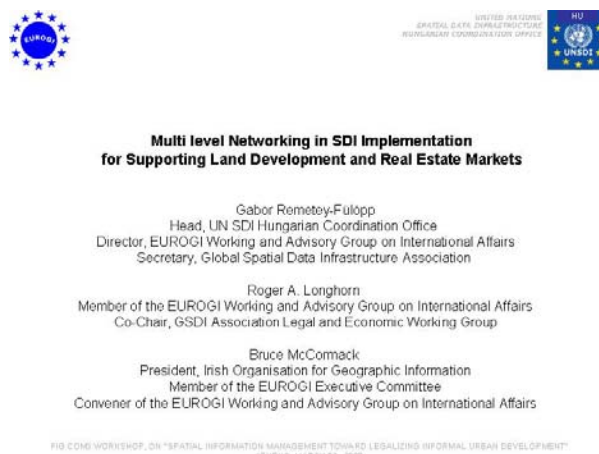 EUROGI
UNITED NATIONS
SPATIAL DATA INFRASTRUCTURE
HUNGARIAN COORDINATION OFFICE
HU
UNSDI
Multi level Networking in SDI Implementation
for Supporting Land Development and Real Estate Markets
Gabor Remetey-Fülöpp
Head, UN SDI Hungarian Coordination Office
Director, EUROGI Working and Advisory Group on International Affairs
Secretary, Global Spatial Data Infrastructure Association
Roger A. Longhorn
Member of the EUROGI Working and Advisory Group on International Affairs
Co-Chair, GSDI Association Legal and Economic Working Group
Bruce McCormack
President, Irish Organisation for Geographic Information
Member of the EUROGI Executive Committee
Convener of the EUROGI Working and Advisory Group on International Affairs
FIG COM3 WORKSHOP, ON "SPATIAL INFORMATION MANAGEMENT TOWARD LEGALIZING INFORMAL URBAN DEVELOPMENT"